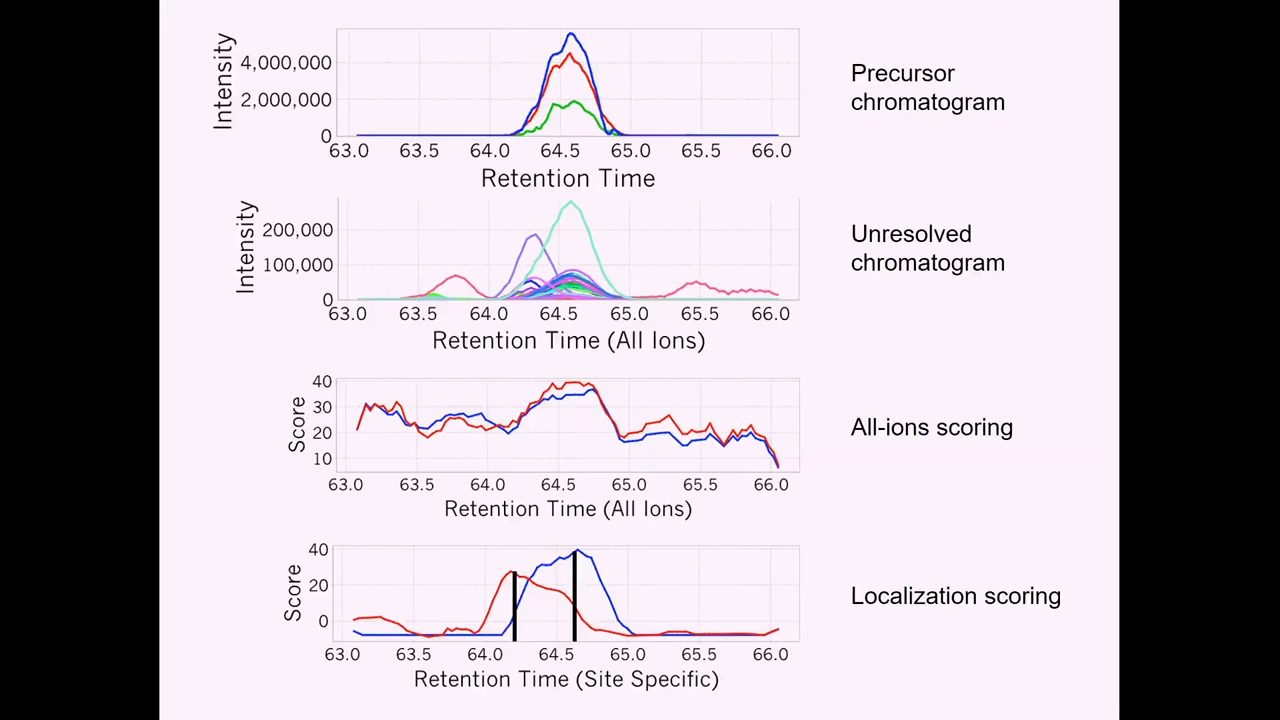 Intensity
4,000,000
2,000,000
0
63.0 63.5 64.0 64.5 65.0 65.5 66.0
Retention Time
Precursor
chromatogram
Intensity
200,000
100,000
0
63.0 63.5 64.0 64.5 65.0 65.5 66.0
Retention Time (All Ions)
Unresolved
chromatogram
Score
40
30
20
10
63.0 63.5 64.0 64.5 65.0 65.5 66.0
Retention Time (All Ions)
All-ions scoring
Score
40
20
0
63.0 63.5 64.0 64.5 65.0 65.5 66.0
Retention Time (Site Specific)
Localization scoring